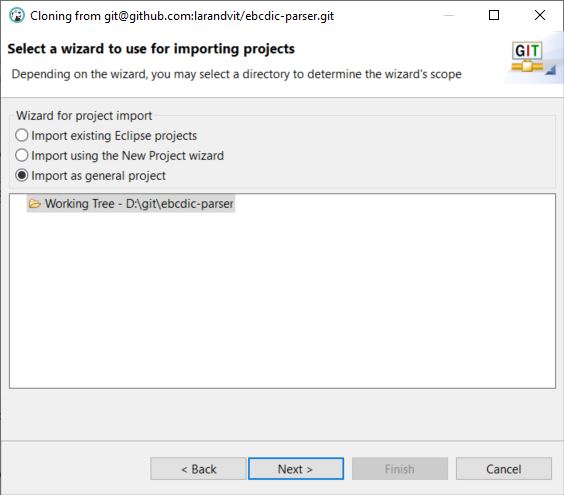 Cloning from git@github.com:larandvit/ebcdic-parser.git
Select a wizard to use for importing projects
Depending on the wizard, you may select a directory to determine the wizard's scope
GIT
Wizard for project import
Import existing Eclipse projects
Import using the New Project wizard
Import as general project
Working Tree - D:\git\ebcdic-parser
< Back
Next >
Finish
Cancel